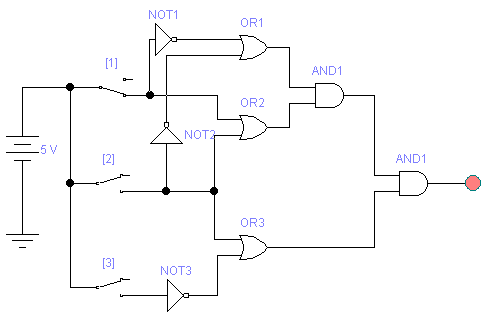 NOT1
OR1
[1]
AND1
OR2
NOT2
5 V
[2]
AND1
OR3
[3]
NOT3